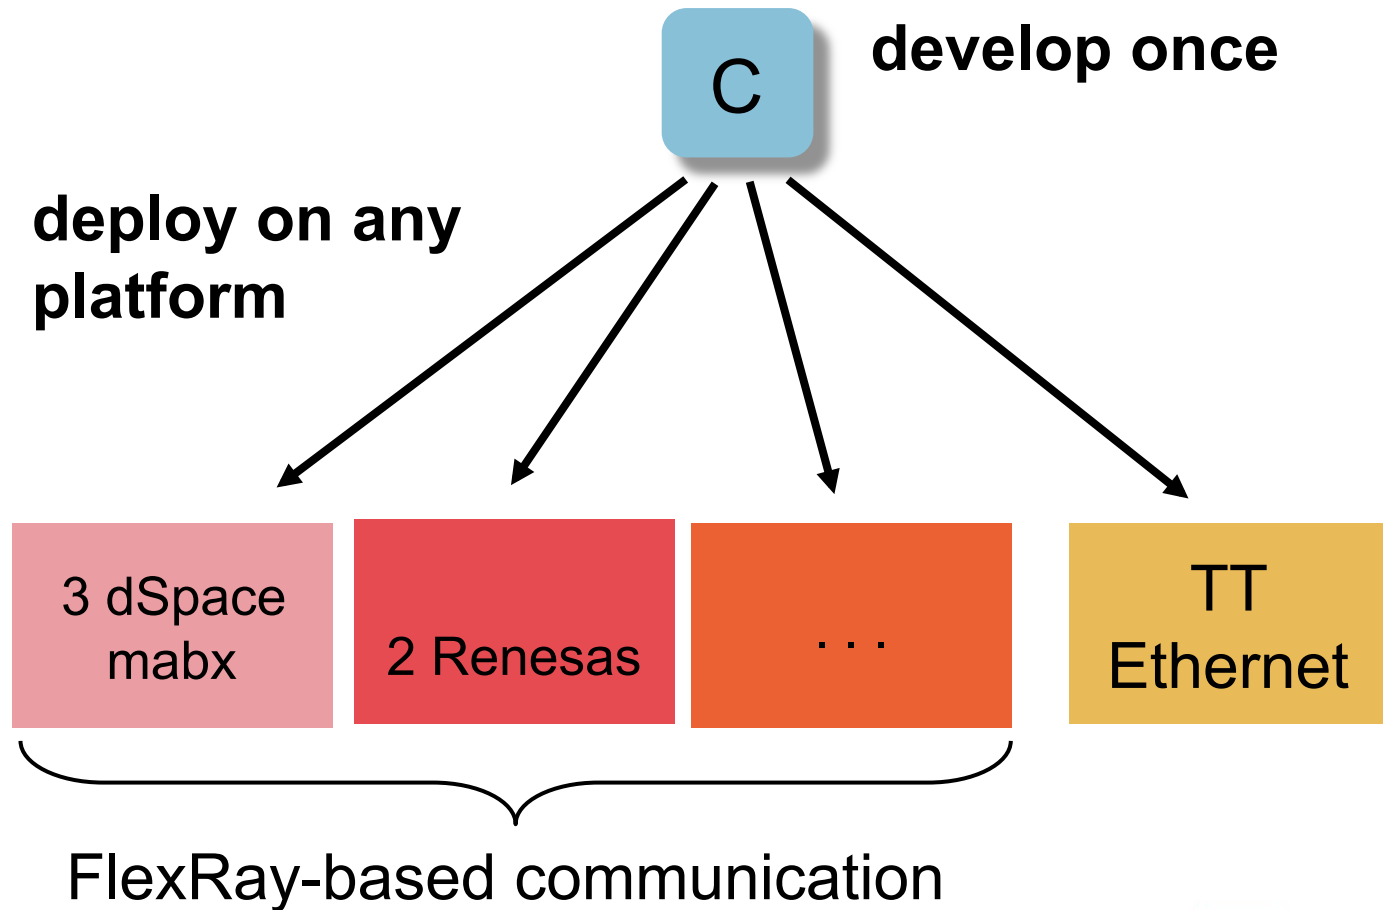 C
develop once
deploy on any
platform
3 dSpace
mabx
2 Renesas
. . .
TT
Ethernet
FlexRay-based communication